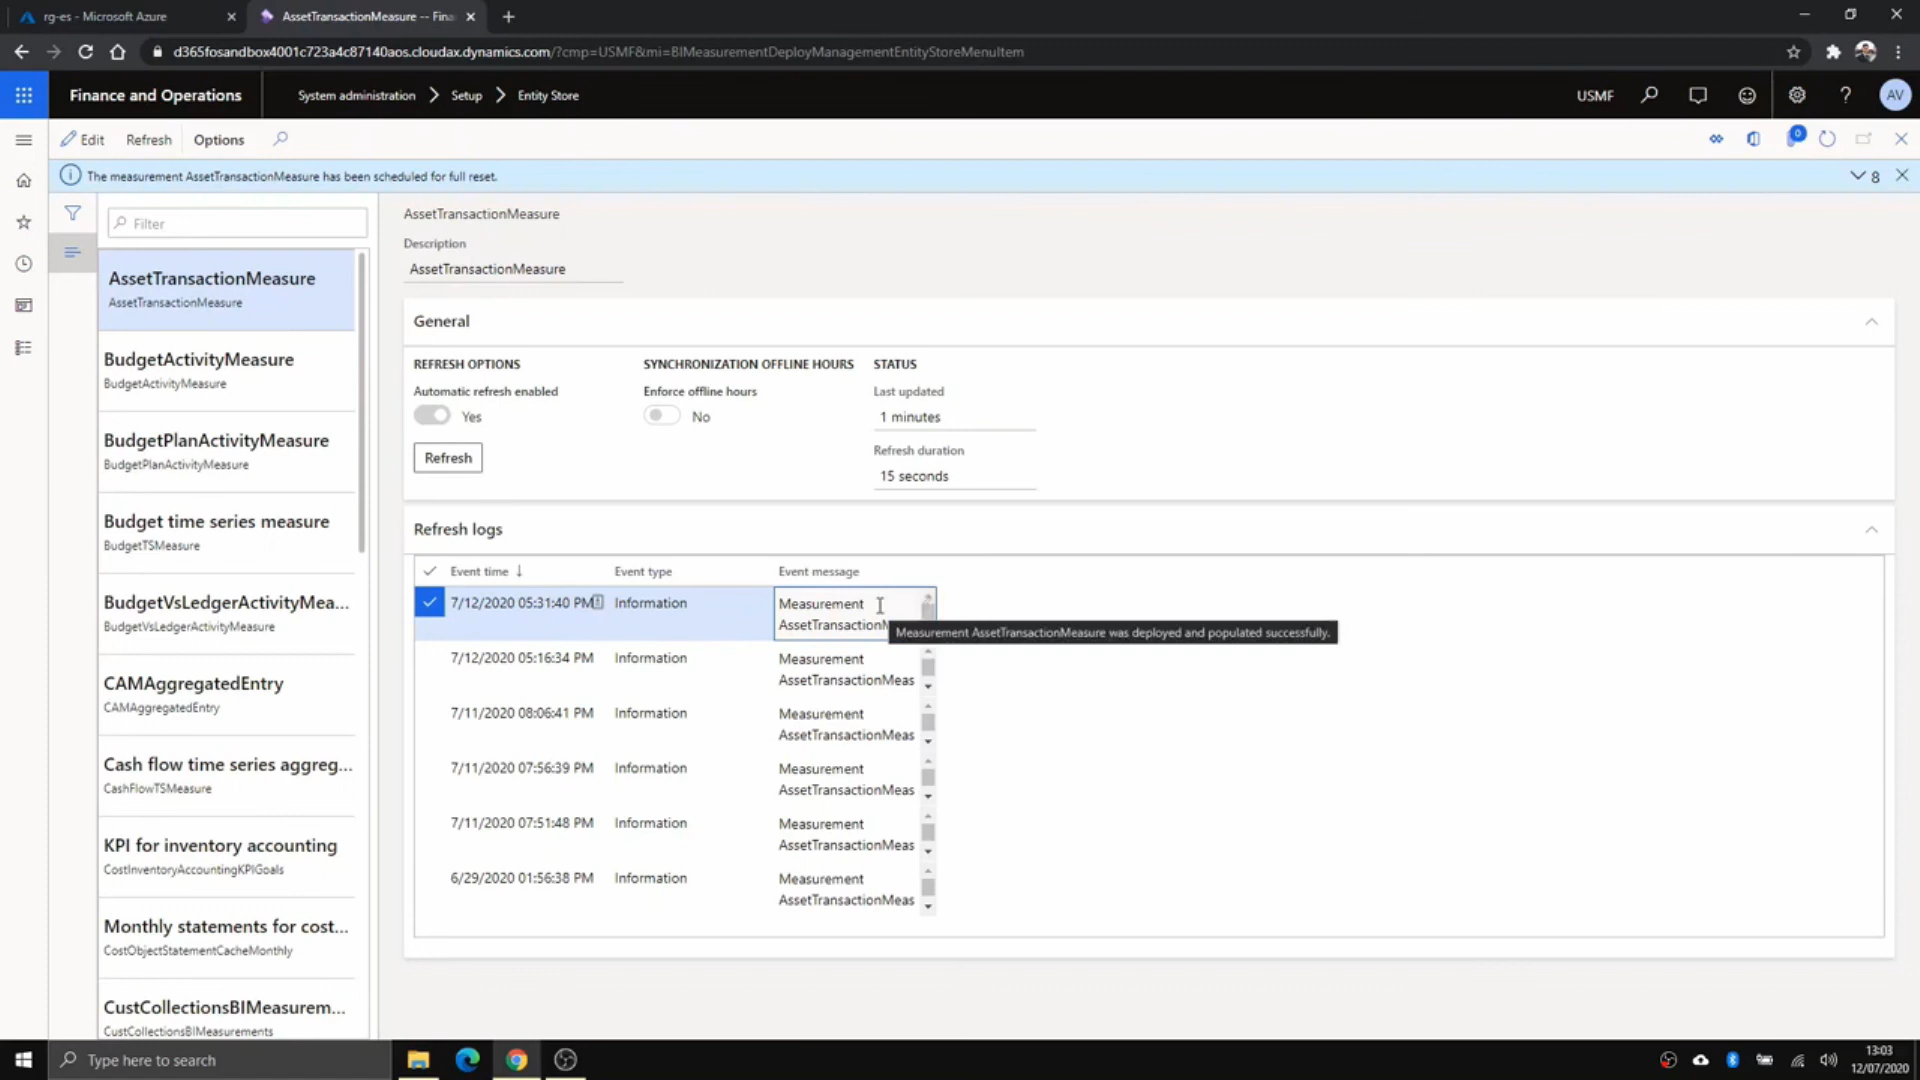 rg-es - Microsoft Azure
AssetTransactionMeasure -- Fina
d365fosandbox4001c723a4c87140aos.cloudax.dynamics.com/?cmp=USMF&mi=BIMeasurementDeployManagementEntityStoreMenuItem
Finance and Operations
System administration
Setup
Entity Store
USMF
?
AV
Edit
Refresh
Options
0
The measurement AssetTransactionMeasure has been scheduled for full reset.
8
Filter
AssetTransactionMeasure
AssetTransactionMeasure
BudgetActivityMeasure
BudgetActivityMeasure
BudgetPlanActivityMeasure
BudgetPlanActivityMeasure
Budget time series measure
BudgetTSMeasure
BudgetVsLedgerActivityMea...
BudgetVsLedgerActivityMeasure
CAMAggregatedEntry
CAMAggregatedEntry
Cash flow time series aggreg...
CashFlowTSMeasure
KPI for inventory accounting
CostInventoryAccountingKPIGoals
Monthly statements for cost...
CostObjectStatementCacheMonthly
CustCollectionsBIMeasurem...
CustCollectionsBIMeasurements
AssetTransactionMeasure
Description
AssetTransactionMeasure
General
REFRESH OPTIONS
Automatic refresh enabled
Yes
Refresh
SYNCHRONIZATION OFFLINE HOURS
Enforce offline hours
No
STATUS
Last updated
1 minutes
Refresh duration
15 seconds
Refresh logs
Event time
Event type
Event message
7/12/2020 05:31:40 PM
Information
Measurement
AssetTransactionM
Measurement AssetTransactionMeasure was deployed and populated successfully.
7/12/2020 05:16:34 PM
Information
Measurement
AssetTransactionMeas
7/11/2020 08:06:41 PM
Information
Measurement
AssetTransactionMeas
7/11/2020 07:56:39 PM
Information
Measurement
AssetTransactionMeas
7/11/2020 07:51:48 PM
Information
Measurement
AssetTransactionMeas
6/29/2020 01:56:38 PM
Information
Measurement
AssetTransactionMeas
Type here to search
13:03
12/07/2020